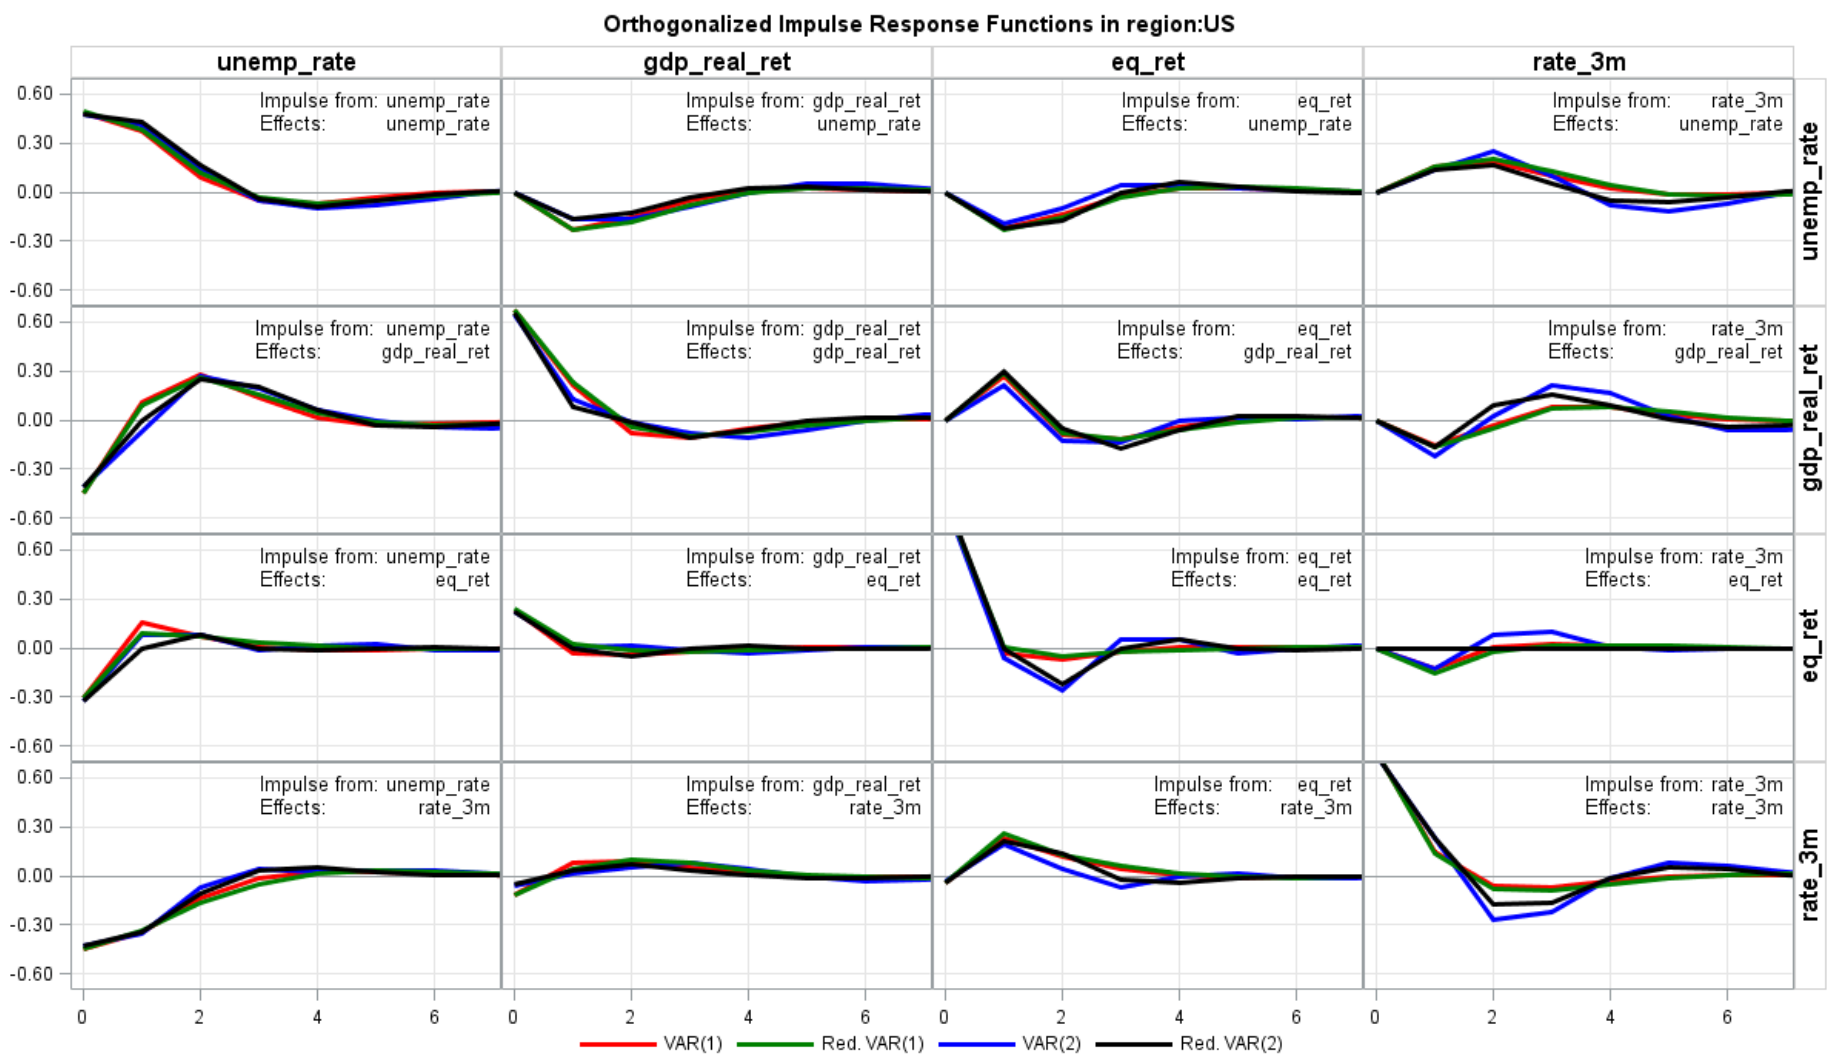 Orthogonalized Impulse Response Functions in region:US
unemp_rate gdp_real_ret eq_ret rate_3m
0.60 Impulse from: unemp_rate Impulse from: gdp_real_ret Impulse from: eq_ret Impulse from: rate_3m
Effects: unemp_rate Effects: unemp_rate Effects: unemp_rate Effects: unemp_rate
0.30
0.00
-0.30
-0.60
unemp_rate
0.60 Impulse from: unemp_rate Impulse from: gdp_real_ret Impulse from: eq_ret Impulse from: rate_3m
Effects: gdp_real_ret Effects: gdp_real_ret Effects: gdp_real_ret Effects: gdp_real_ret
0.30
0.00
-0.30
-0.60
gdp_real_ret
0.60 Impulse from: unemp_rate Impulse from: gdp_real_ret Impulse from: eq_ret Impulse from: rate_3m
Effects: eq_ret Effects: eq_ret Effects: eq_ret Effects: eq_ret
0.30
0.00
-0.30
-0.60
eq_ret
0.60 Impulse from: unemp_rate Impulse from: gdp_real_ret Impulse from: eq_ret Impulse from: rate_3m
Effects: rate_3m Effects: rate_3m Effects: rate_3m Effects: rate_3m
0.30
0.00
-0.30
-0.60
rate_3m
0 2 4 6 0 2 4 6 0 2 4 6 0 2 4 6
VAR(1) Red. VAR(1) VAR(2) Red. VAR(2)